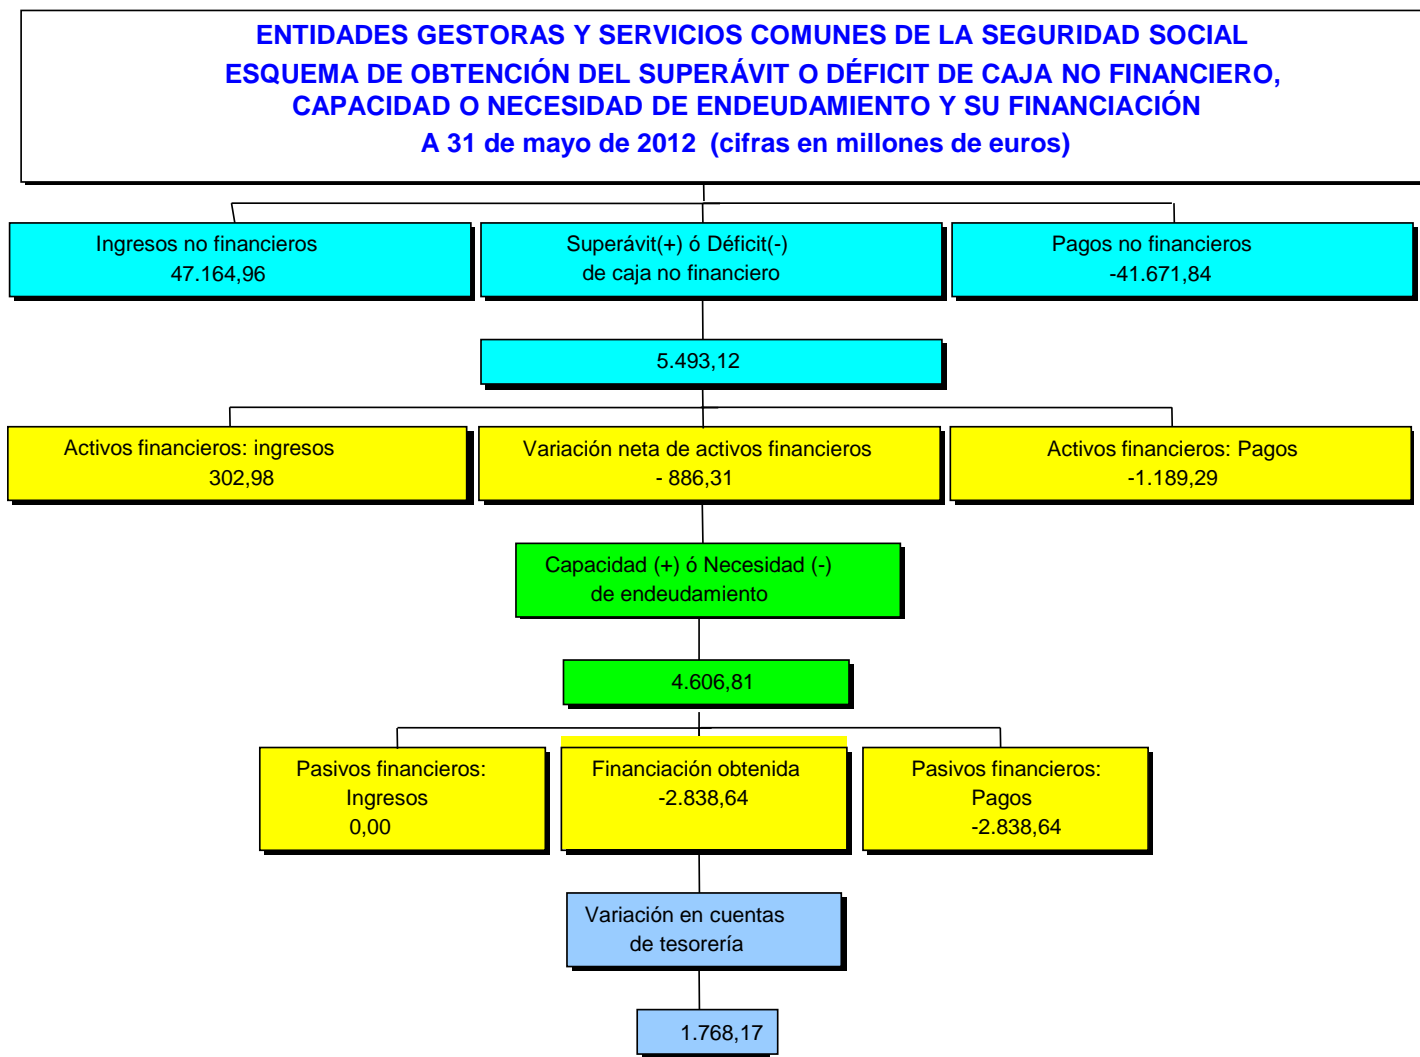 ENTIDADES GESTORAS Y SERVICIOS COMUNES DE LA SEGURIDAD SOCIAL
ESQUEMA DE OBTENCIÓN DEL SUPERÁVIT O DÉFICIT DE CAJA NO FINANCIERO,
CAPACIDAD O NECESIDAD DE ENDEUDAMIENTO Y SU FINANCIACIÓN
A 31 de mayo de 2012 (cifras en millones de euros)
Ingresos no financieros
47.164,96
Superávit(+) ó Déficit(-)
de caja no financiero
Pagos no financieros
-41.671,84
5.493,12
Activos financieros: ingresos
302,98
Variación neta de activos financieros
- 886,31
Activos financieros: Pagos
-1.189,29
Capacidad (+) ó Necesidad (-)
de endeudamiento
4.606,81
Pasivos financieros:
Ingresos
0,00
Financiación obtenida
-2.838,64
Pasivos financieros:
Pagos
-2.838,64
Variación en cuentas
de tesorería
1.768,17